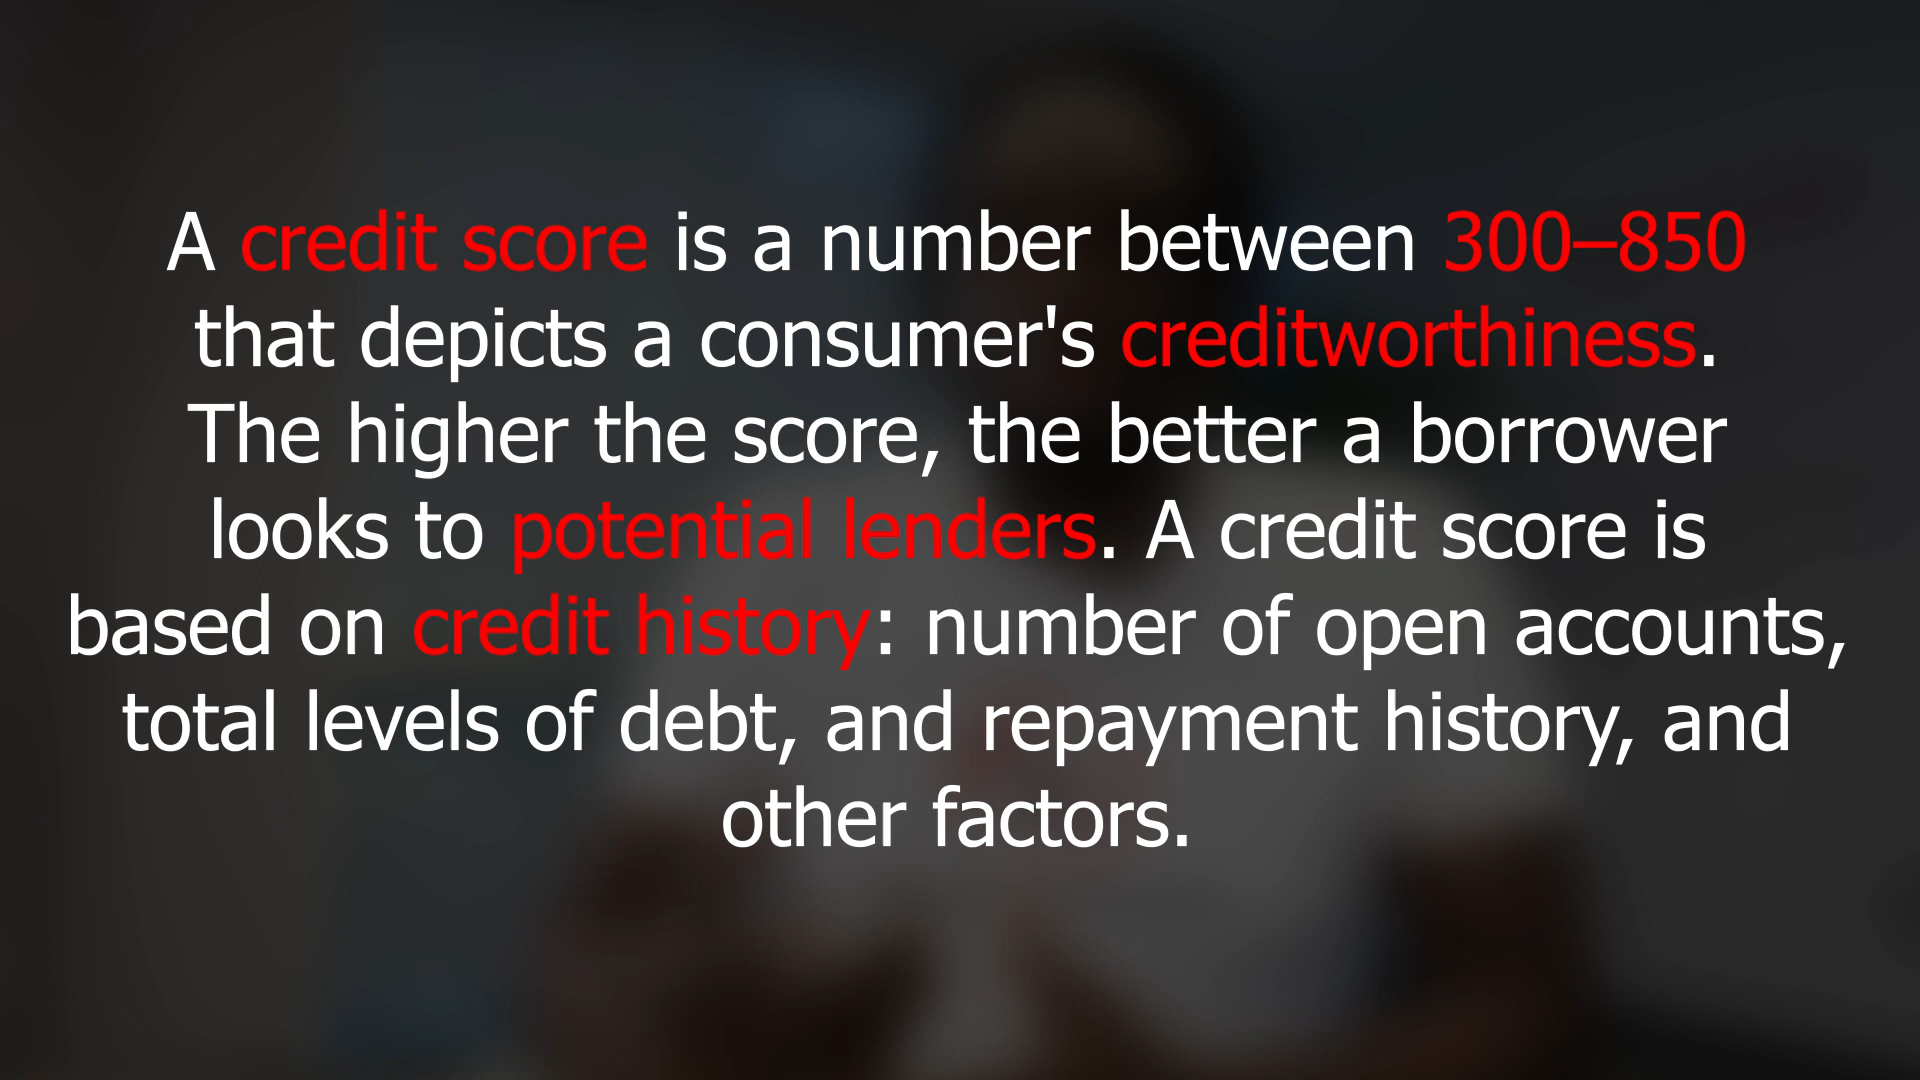 A credit score is a number between 300–850
that depicts a consumer's creditworthiness.
The higher the score, the better a borrower
looks to potential lenders. A credit score is
based on credit history: number of open accounts,
total levels of debt, and repayment history, and
other factors.